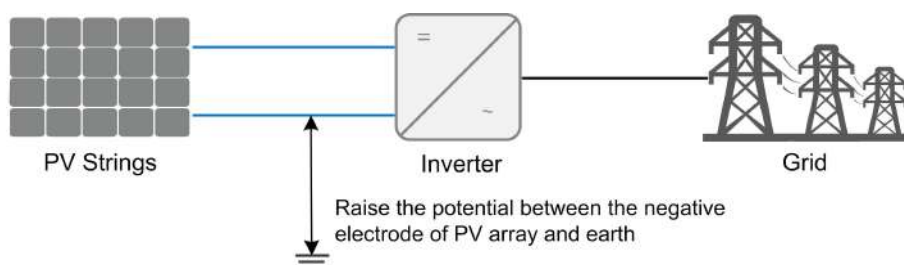 =
~
PV Strings
Inverter
Grid
Raise the potential between the negative
electrode of PV array and earth